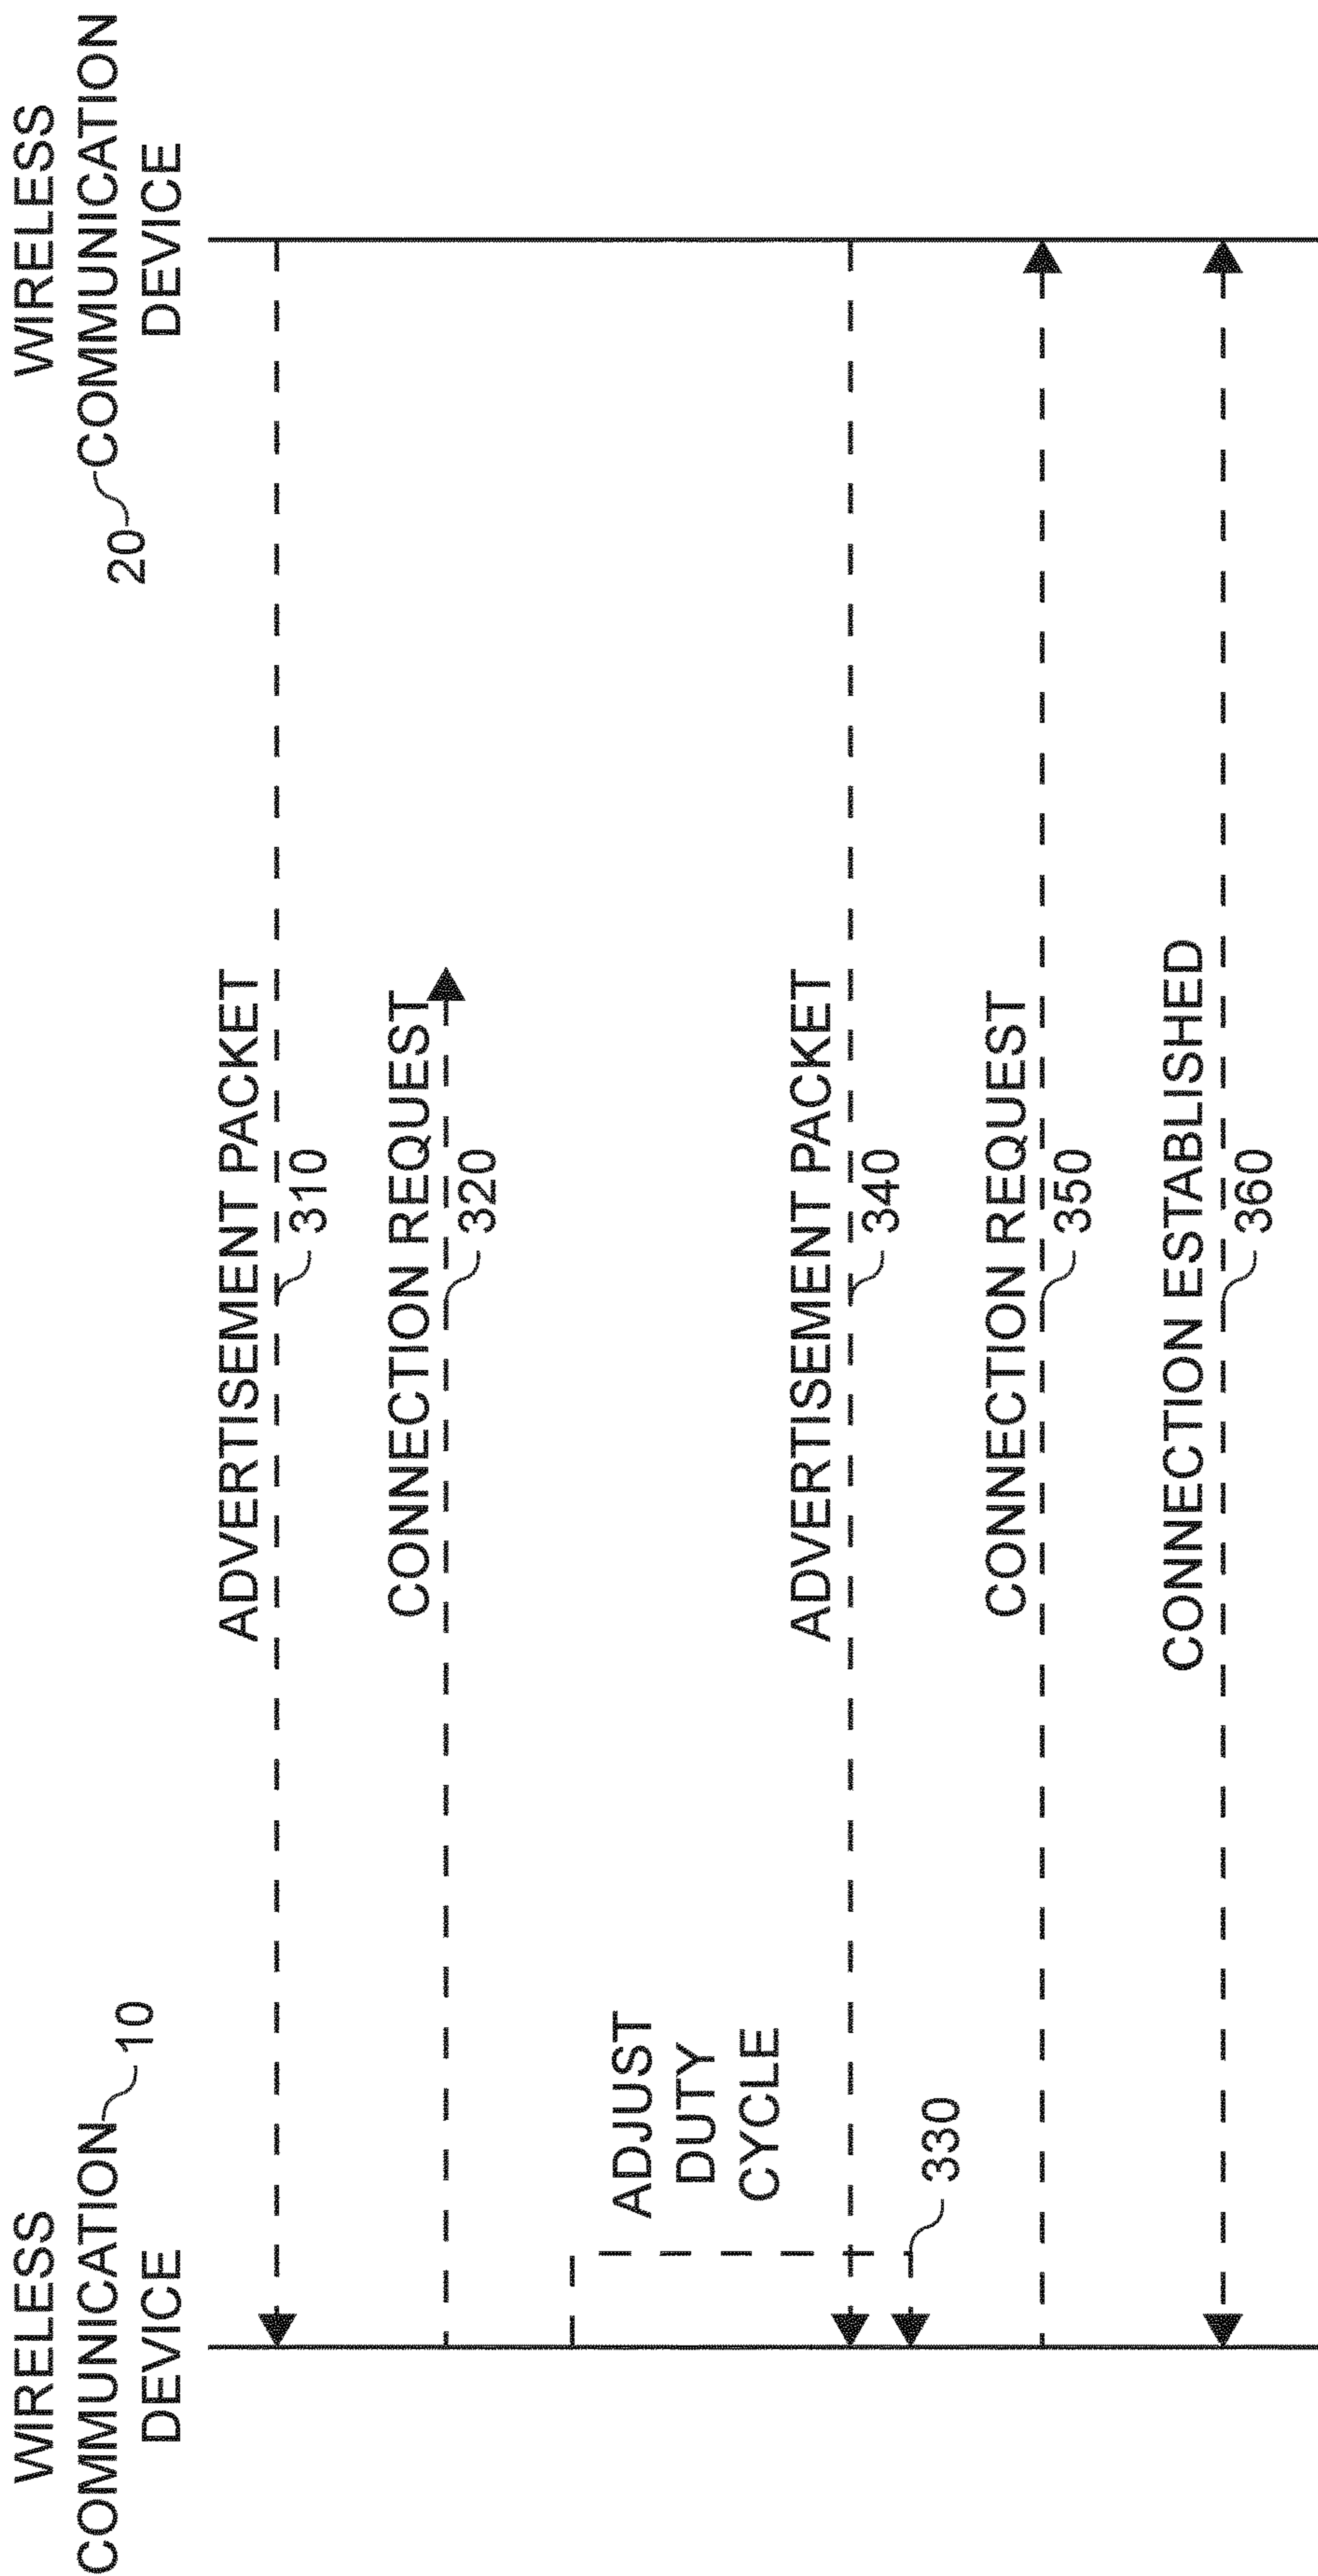 WIRELESS
COMMUNICATION 10
DEVICE
WIRELESS
20 COMMUNICATION
DEVICE
ADVERTISEMENT PACKET
310
CONNECTION REQUEST
320
ADJUST
DUTY
CYCLE
ADVERTISEMENT PACKET
340
330
CONNECTION REQUEST
350
CONNECTION ESTABLISHED
360